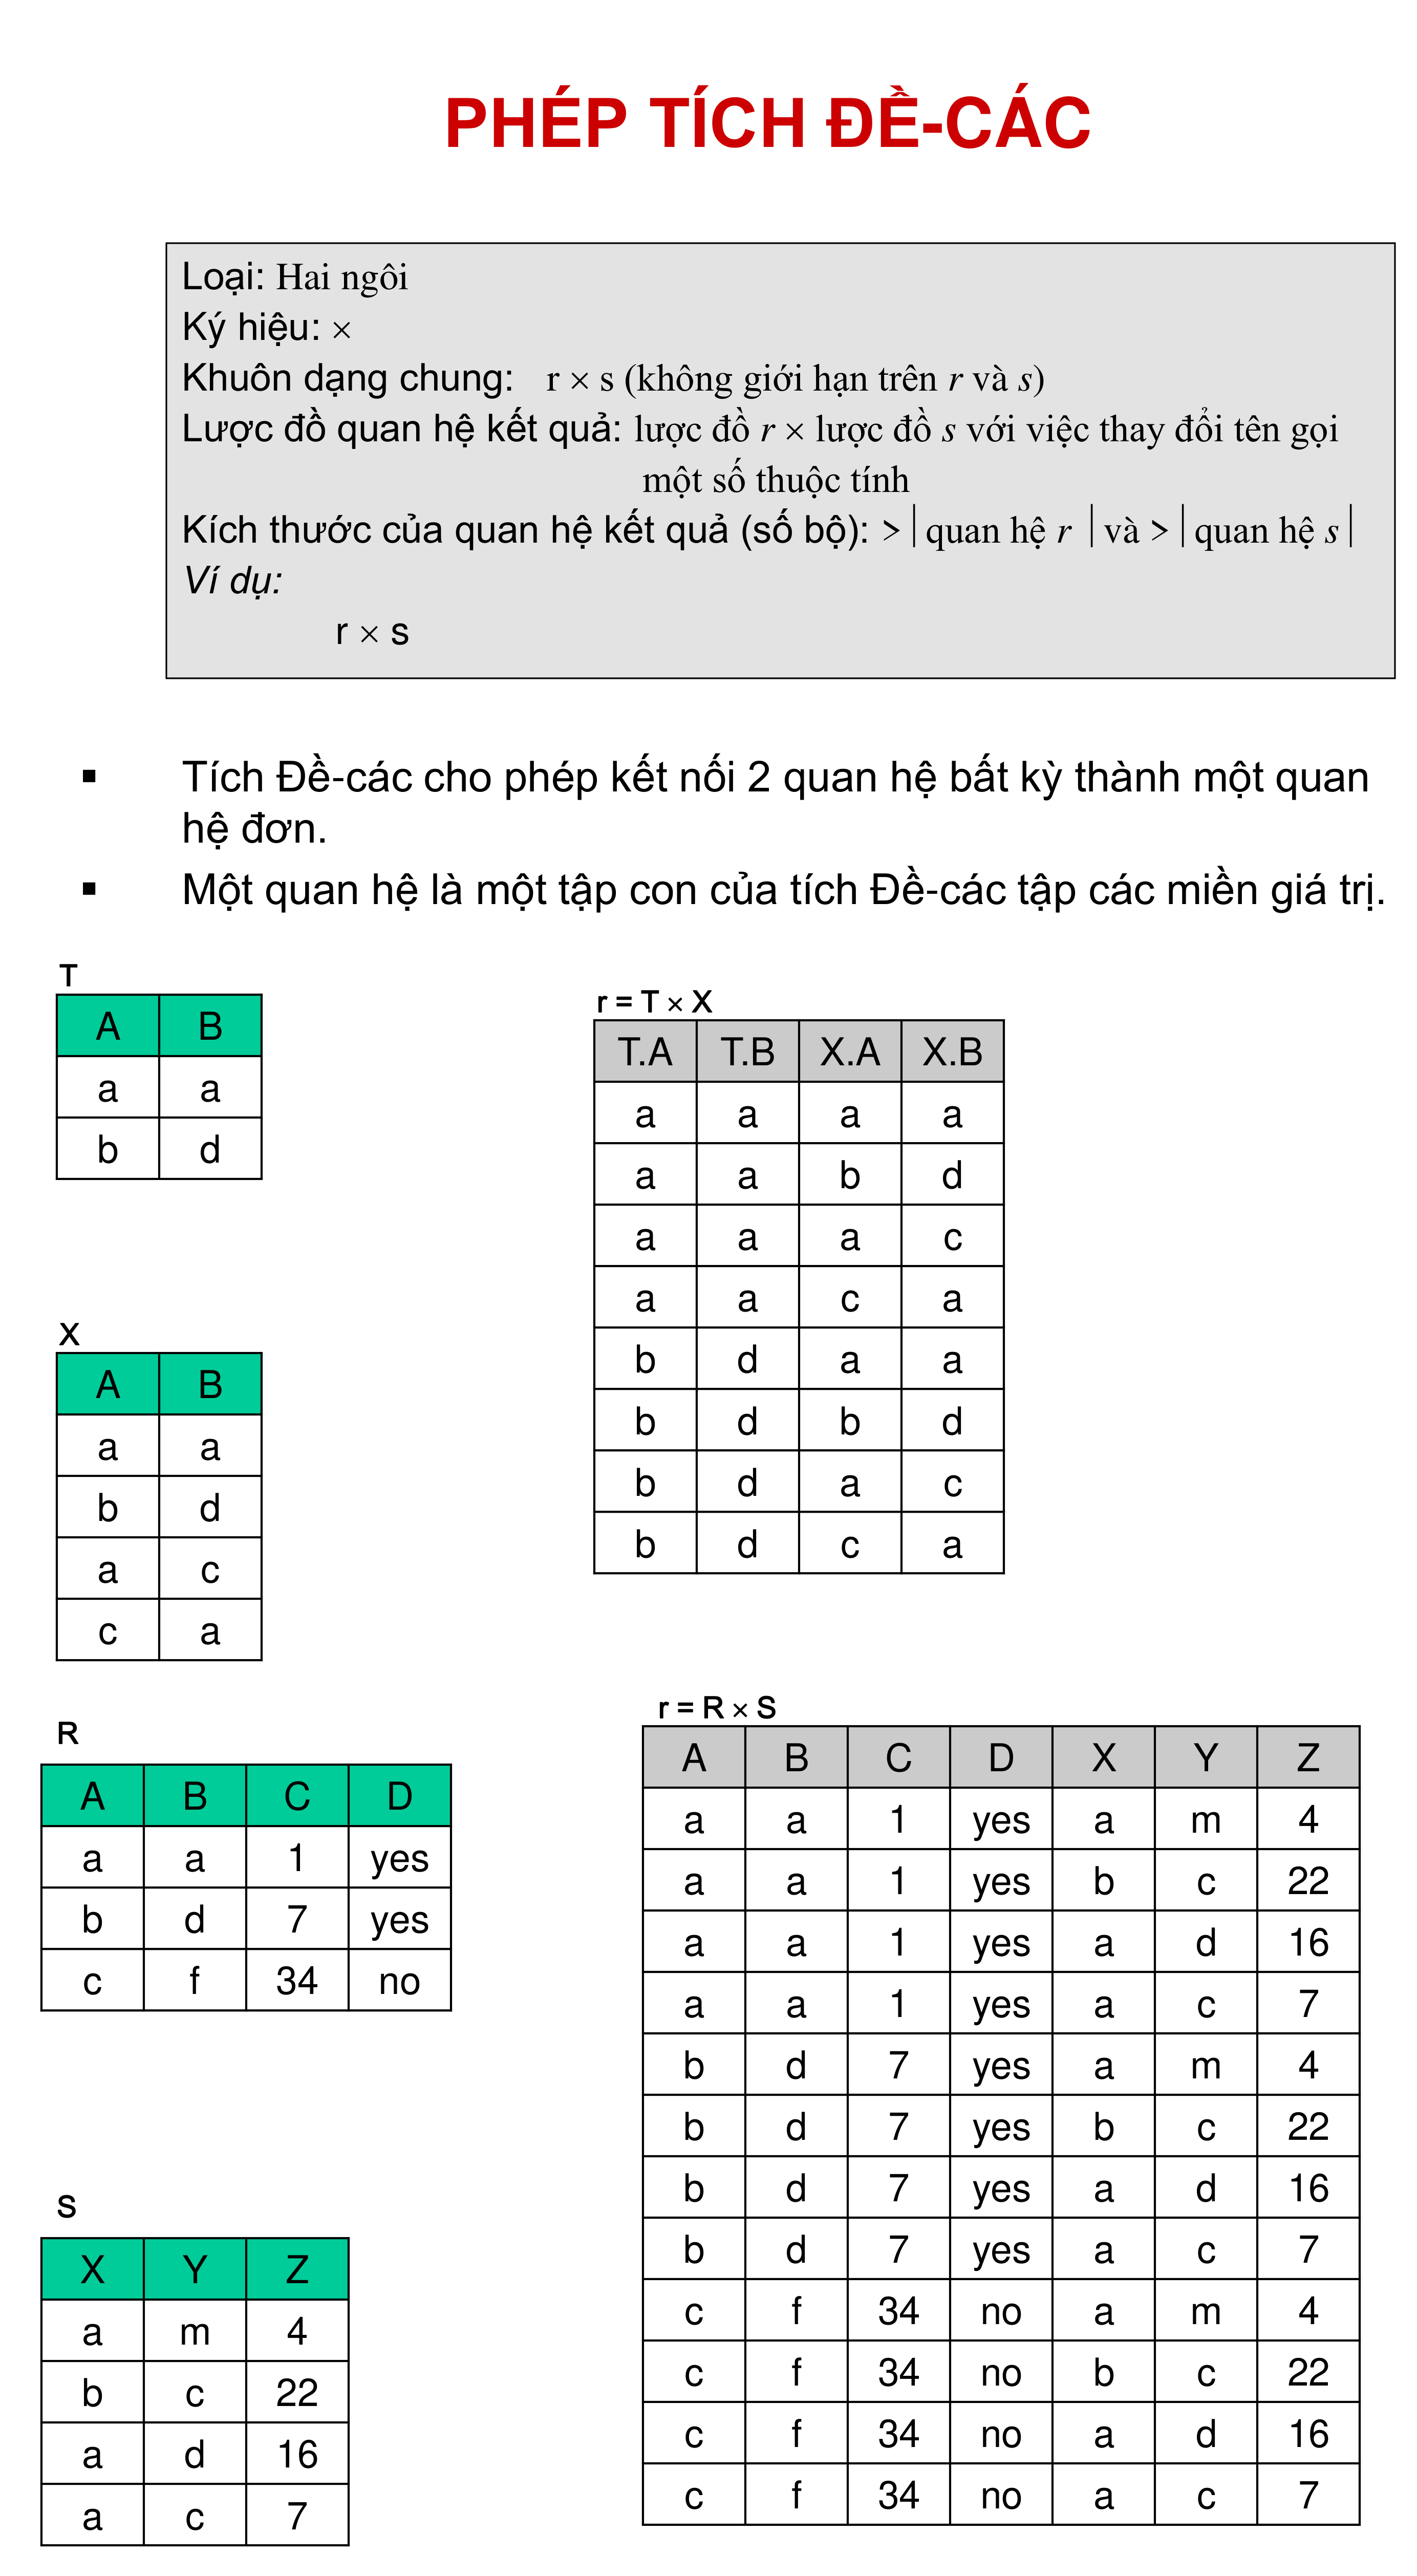 PHÉP TÍCH ĐỀ-CÁC
Loại: Hai ngôi
Ký hiệu: ×
Khuôn dạng chung: r × s (không giới hạn trên r và s)
Lược đồ quan hệ kết quả: lược đồ r × lược đồ s với việc thay đổi tên gọi
một số thuộc tính
Kích thước của quan hệ kết quả (số bộ): >|quan hệ r | và >|quan hệ s|
Ví dụ:
r × s
▪ Tích Đề-các cho phép kết nối 2 quan hệ bất kỳ thành một quan
hệ đơn.
▪ Một quan hệ là một tập con của tích Đề-các tập các miền giá trị.
T
A B
a a
b d
X
A B
a a
b d
a c
c a
r = T × X
T.A T.B X.A X.B
a a a a
a a b d
a a a c
a a c a
b d a a
b d b d
b d a c
b d c a
R
A B C D
a a 1 yes
b d 7 yes
c f 34 no
S
X Y Z
a m 4
b c 22
a d 16
a c 7
r = R × S
A B C D X Y Z
a a 1 yes a m 4
a a 1 yes b c 22
a a 1 yes a d 16
a a 1 yes a c 7
b d 7 yes a m 4
b d 7 yes b c 22
b d 7 yes a d 16
b d 7 yes a c 7
c f 34 no a m 4
c f 34 no b c 22
c f 34 no a d 16
c f 34 no a c 7